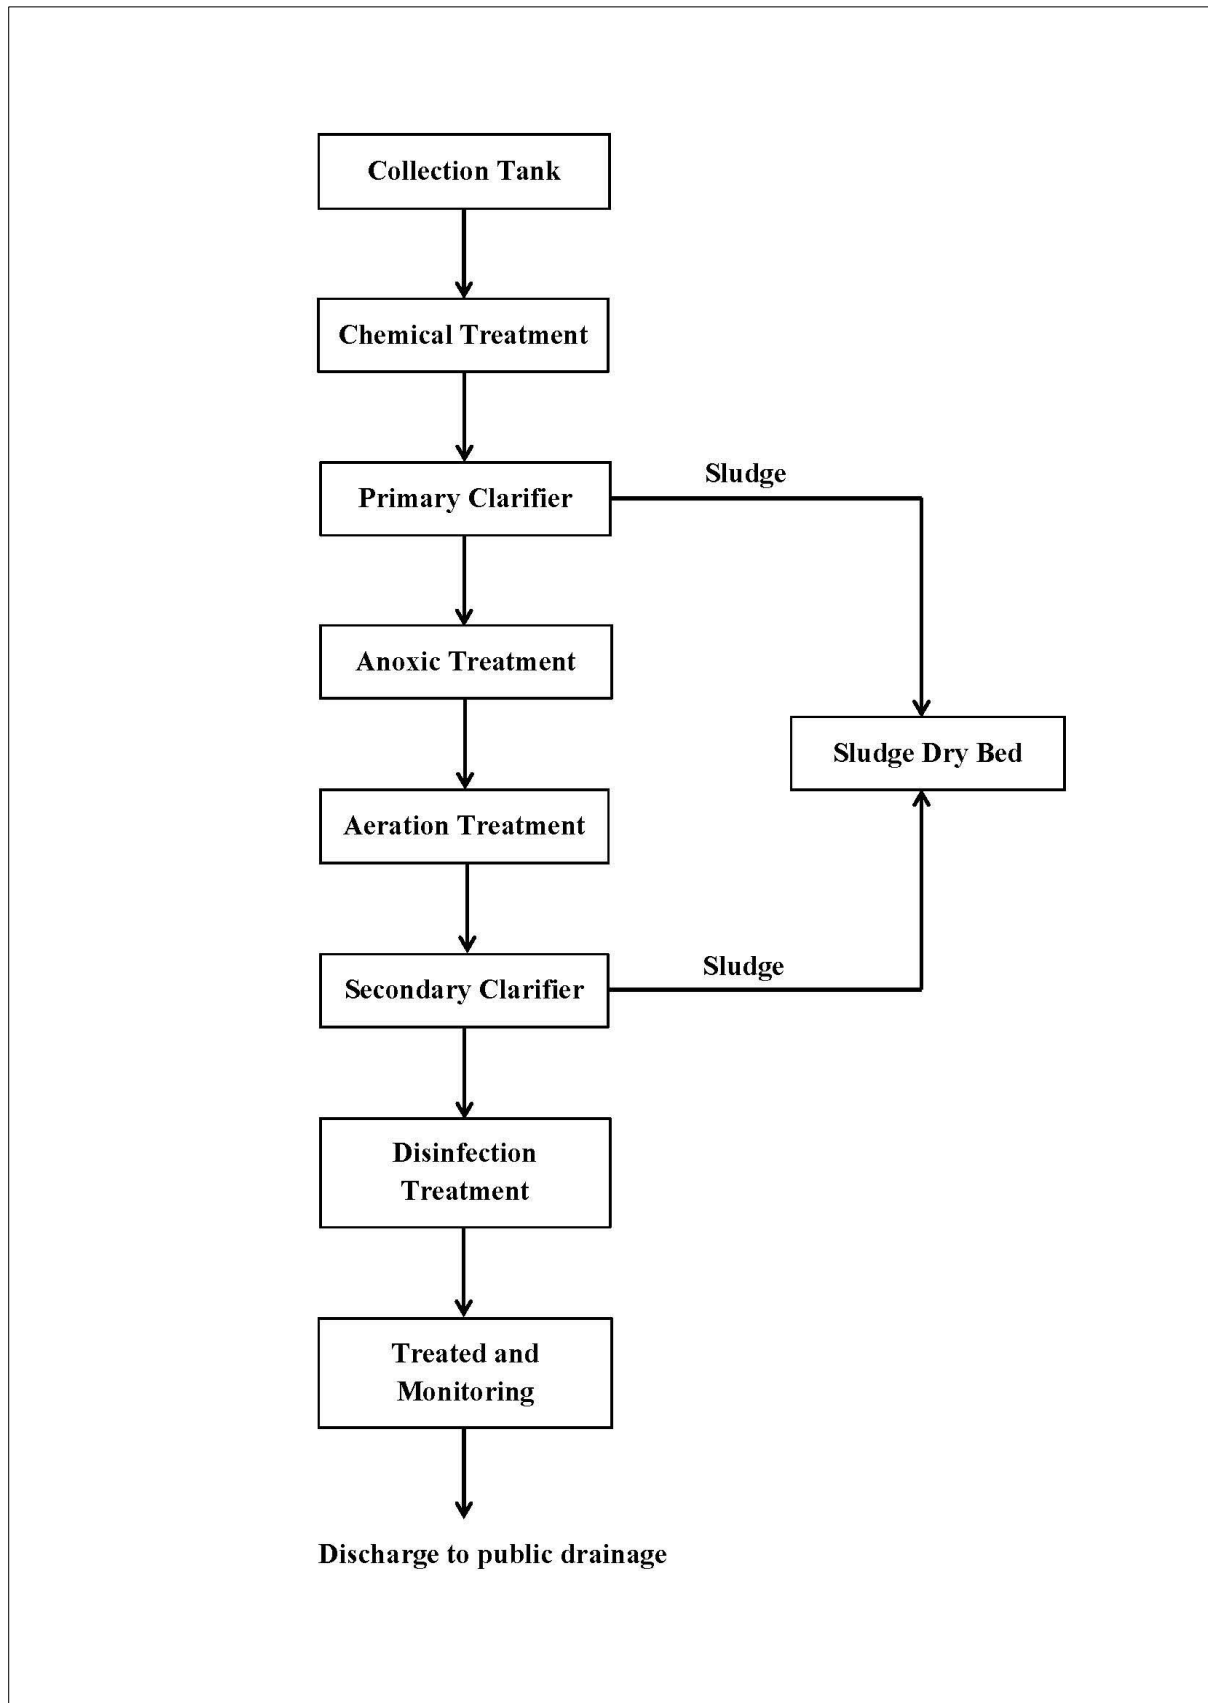 Collection Tank
Chemical Treatment
Sludge
Primary Clarifier
Anoxic Treatment
Sludge Dry Bed
Aeration Treatment
Sludge
Secondary Clarifier
Disinfection
Treatment
Treated and
Monitoring
Discharge to public drainage